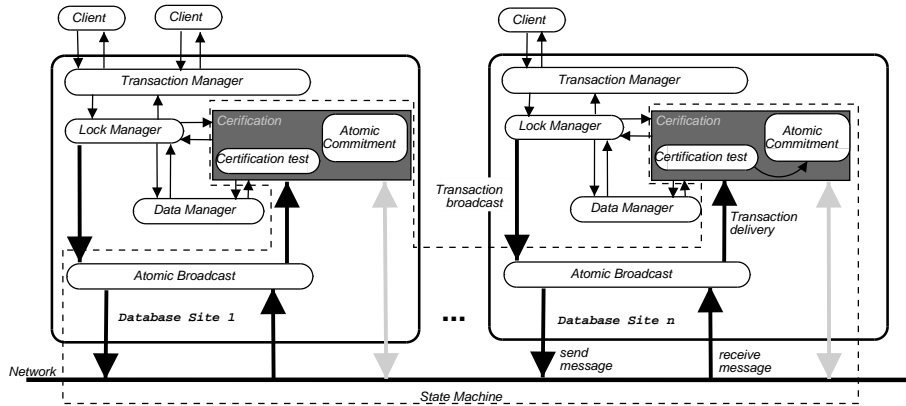 Client
Client
Client
Transaction Manager
Transaction Manager
Lock Manager
Cerification
Atomic
Commitment
Certification test
Data Manager
Lock Manager
Cerification
Atomic
Commitment
Certification test
Data Manager
Transaction
broadcast
Transaction
delivery
Atomic Broadcast
Atomic Broadcast
Database Site 1
...
Database Site n
send
message
receive
message
Network
State Machine